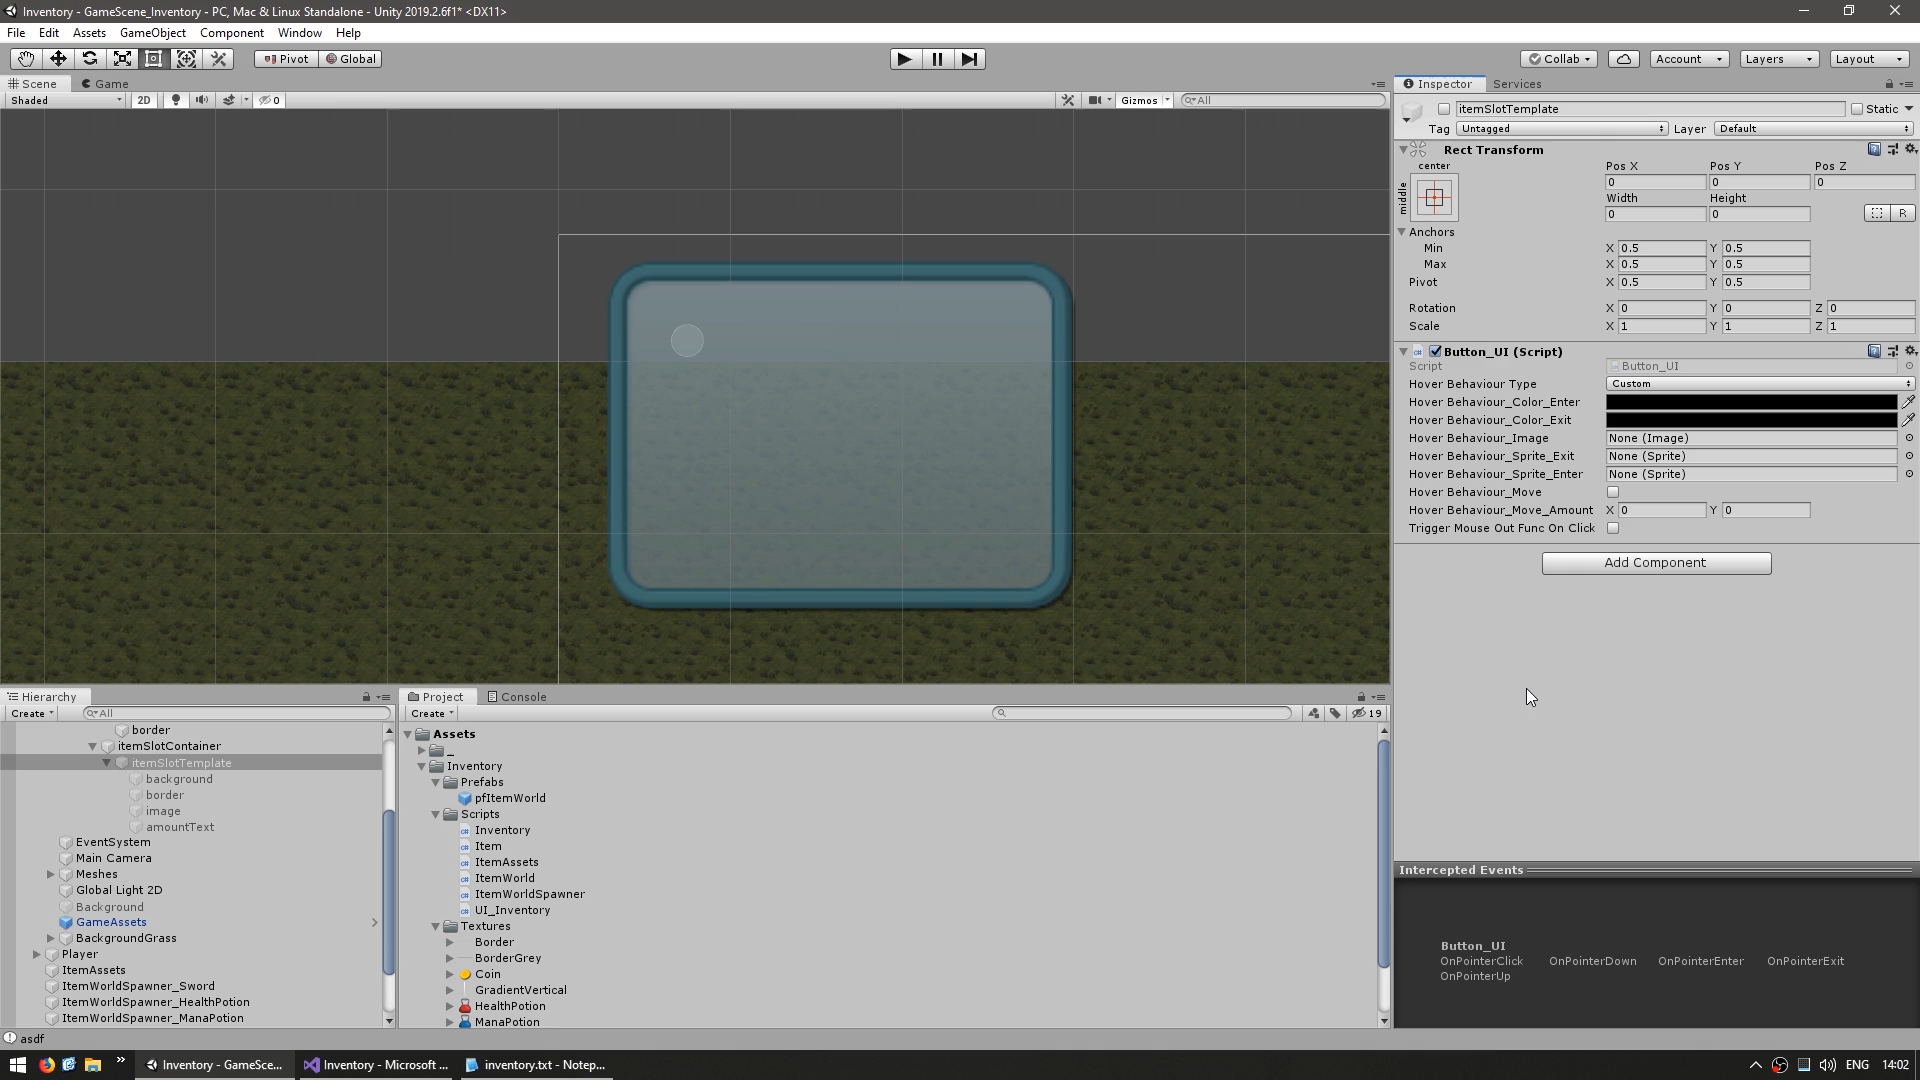 Inventory - GameScene_Inventory - PC, Mac & Linux Standalone - Unity 2019.2.6f1* <DX11>
File Edit Assets GameObject Component Window Help
Pivot Global Collab Account Layers Layout
Scene Game
Shaded 2D 0 Gizmos All
Inspector Services
itemSlotTemplate Static
Tag Untagged Layer Default
Rect Transform
center
middle
Pos X Pos Y Pos Z
0 0 0
Width Height
0 0 R
Anchors
Min X 0.5 Y 0.5
Max X 0.5 Y 0.5
Pivot X 0.5 Y 0.5
Rotation X 0 Y 0 Z 0
Scale X 1 Y 1 Z 1
Button_UI (Script)
Script Button_UI
Hover Behaviour Type Custom
Hover Behaviour_Color_Enter
Hover Behaviour_Color_Exit
Hover Behaviour_Image None (Image)
Hover Behaviour_Sprite_Exit None (Sprite)
Hover Behaviour_Sprite_Enter None (Sprite)
Hover Behaviour_Move
Hover Behaviour_Move_Amount X 0 Y 0
Trigger Mouse Out Func On Click
Add Component
Intercepted Events
Button_UI
OnPointerClick OnPointerDown OnPointerEnter OnPointerExit
OnPointerUp
Hierarchy
Create All
border
itemSlotContainer
itemSlotTemplate
background
border
image
amountText
EventSystem
Main Camera
Meshes
Global Light 2D
Background
GameAssets
BackgroundGrass
Player
ItemAssets
ItemWorldSpawner_Sword
ItemWorldSpawner_HealthPotion
ItemWorldSpawner_ManaPotion
Project Console
Create 19
Assets
_
Inventory
Prefabs
pfItemWorld
Scripts
Inventory
Item
ItemAssets
ItemWorld
ItemWorldSpawner
UI_Inventory
Textures
Border
BorderGrey
Coin
GradientVertical
HealthPotion
ManaPotion
asdf
Inventory - GameSce... Inventory - Microsoft ... inventory.txt - Notep... ENG 14:02